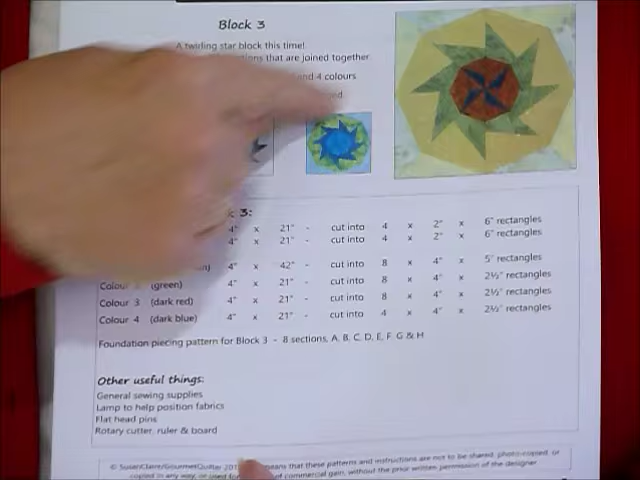 Block 3
A twirling star block this time!
that are joined together
and 4 colours
3:
4" x 21" - cut into 4 x 2" x 6" rectangles
4" x 21" - cut into 4 x 2" x 6" rectangles
4" x 42" - cut into 8 x 4" x 5" rectangles
(green) 4" x 21" - cut into 8 x 4" x 2½" rectangles
Colour 3 (dark red) 4" x 21" - cut into 8 x 4" x 2½" rectangles
Colour 4 (dark blue) 4" x 21" - cut into 4 x 4" x 2½" rectangles
Foundation piecing pattern for Block 3 - 8 sections, A, B, C, D, E, F G & H
Other useful things:
General sewing supplies
Lamp to help position fabrics
Flat head pins
Rotary cutter, ruler & board
means that these patterns and instructions are not to be shared, photo-copied, or
copied in any way, or used of commercial gain, without the prior written permission of the designer